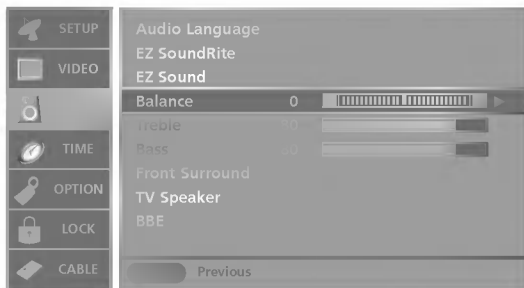 SETUP
VIDEO
TIME
OPTION
LOCK
CABLE
Audio Language
EZ SoundRite
EZ Sound
Balance 0
Treble
Bass
Front Surround
TV Speaker
BBE
Previous